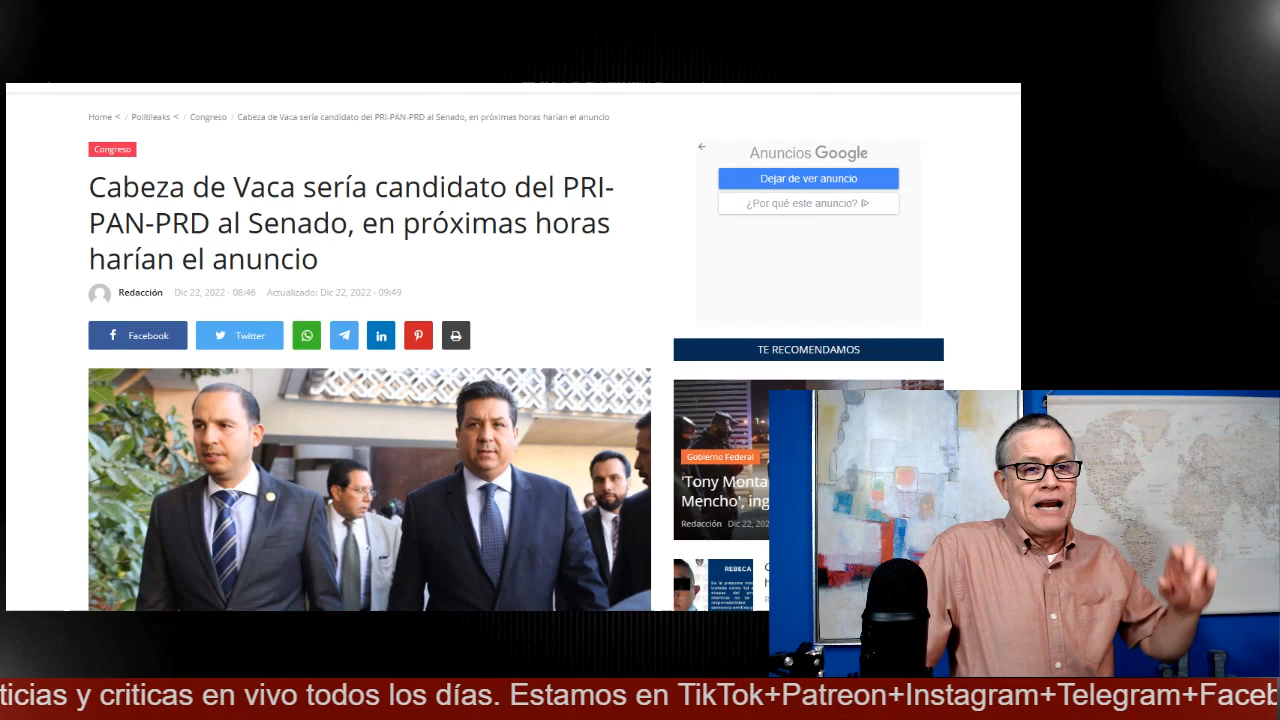 Home < / Politileaks < / Congreso / Cabeza de Vaca sería candidato del PRI-PAN-PRD al Senado, en próximas horas harían el anuncio
Congreso
Cabeza de Vaca sería candidato del PRI-
PAN-PRD al Senado, en próximas horas
harían el anuncio
Redacción Dic 22, 2022 - 08:46 Actualizado: Dic 22, 2022 - 09:49
Facebook
Twitter
Anuncios Google
Dejar de ver anuncio
¿Por qué este anuncio?
TE RECOMENDAMOS
Gobierno Federal
'Tony Monta
Mencho', ing
Redacción Dic 22, 202
REBECA
ticias y criticas en vivo todos los días. Estamos en TikTok+Patreon+Instagram+Telegram+Faceb